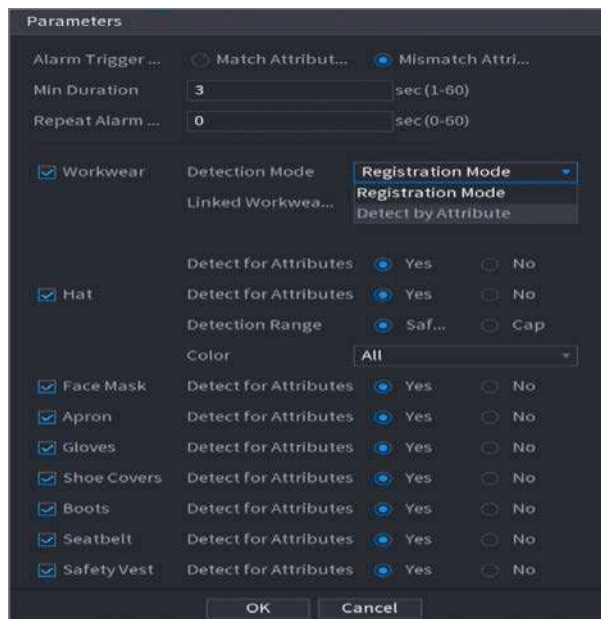 Parameters
Alarm Trigger ... Match Attribut... Mismatch Attri...
Min Duration 3 sec (1-60)
Repeat Alarm ... 0 sec (0-60)
Workwear Detection Mode Registration Mode
Registration Mode
Linked Workwea...
Detect by Attribute
Detect for Attributes Yes No
Hat Detect for Attributes Yes No
Detection Range Saf... Cap
Color All
Face Mask Detect for Attributes Yes No
Apron Detect for Attributes Yes No
Gloves Detect for Attributes Yes No
Shoe Covers Detect for Attributes Yes No
Boots Detect for Attributes Yes No
Seatbelt Detect for Attributes Yes No
Safety Vest Detect for Attributes Yes No
OK Cancel